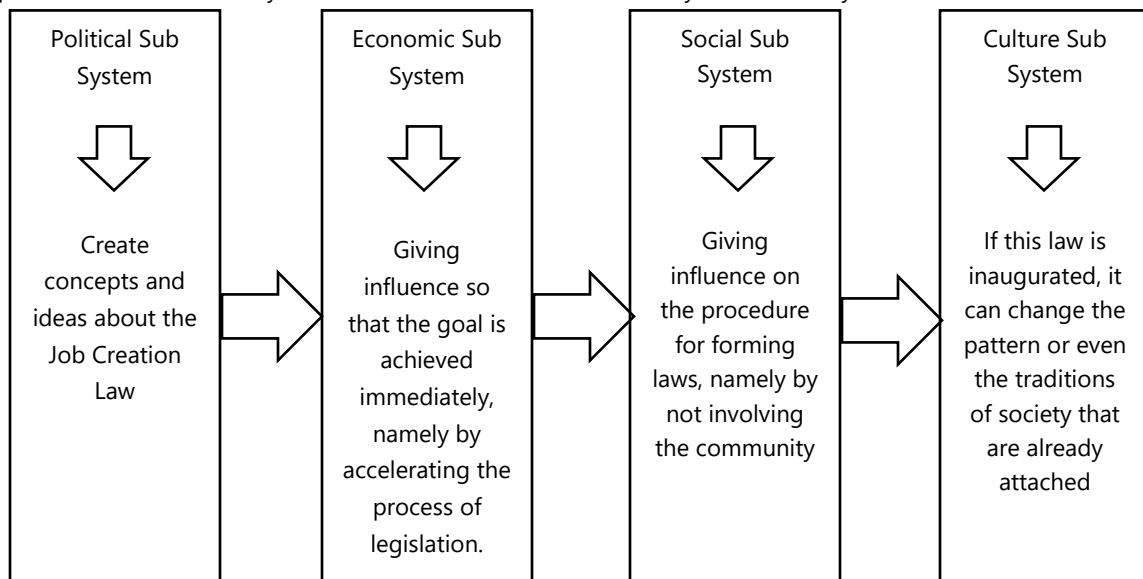 Political Sub
System
Create
concepts and
ideas about the
Job Creation
Law
Economic Sub
System
Giving
influence so
that the goal is
achieved
immediately,
namely by
accelerating the
process of
legislation.
Social Sub
System
Giving
influence on
the procedure
for forming
laws, namely by
not involving
the community
Culture Sub
System
If this law is
inaugurated, it
can change the
pattern or even
the traditions
of society that
are already
attached